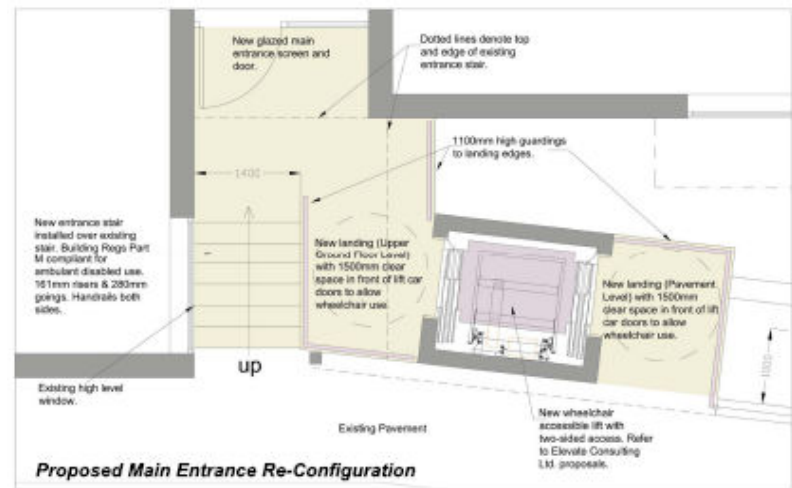 New glazed main
entrance screen and
door.
Dotted lines denote top
and edge of existing
entrance stair.
1100mm high guardings
to landing edges.
1400
New entrance stair
installed over existing
stair. Building Regs Part
M compliant for
ambulant disabled use.
161mm risers & 280mm
goings. Handrails both
sides.
New landing (Upper
Ground Floor Level)
with 1500mm clear
space in front of lift car
doors to allow
wheelchair use.
New landing (Pavement
Level) with 1500mm
clear space in front of lift
car doors to allow
wheelchair use.
up
Existing high level
window.
Existing Pavement
New wheelchair
accessible lift with
two-sided access. Refer
to Elevate Consulting
Ltd. proposals.
Proposed Main Entrance Re-Configuration